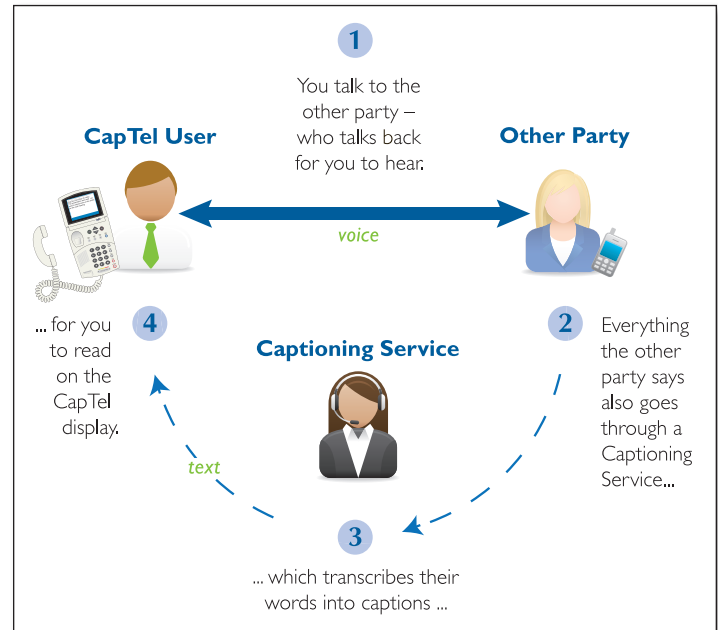 1
You talk to the
other party –
who talks back
for you to hear.
CapTel User
Other Party
voice
2
Everything
the other
party says
also goes
through a
Captioning
Service...
Captioning Service
3
... which transcribes their
words into captions ...
text
4
... for you
to read
on the
CapTel
display.